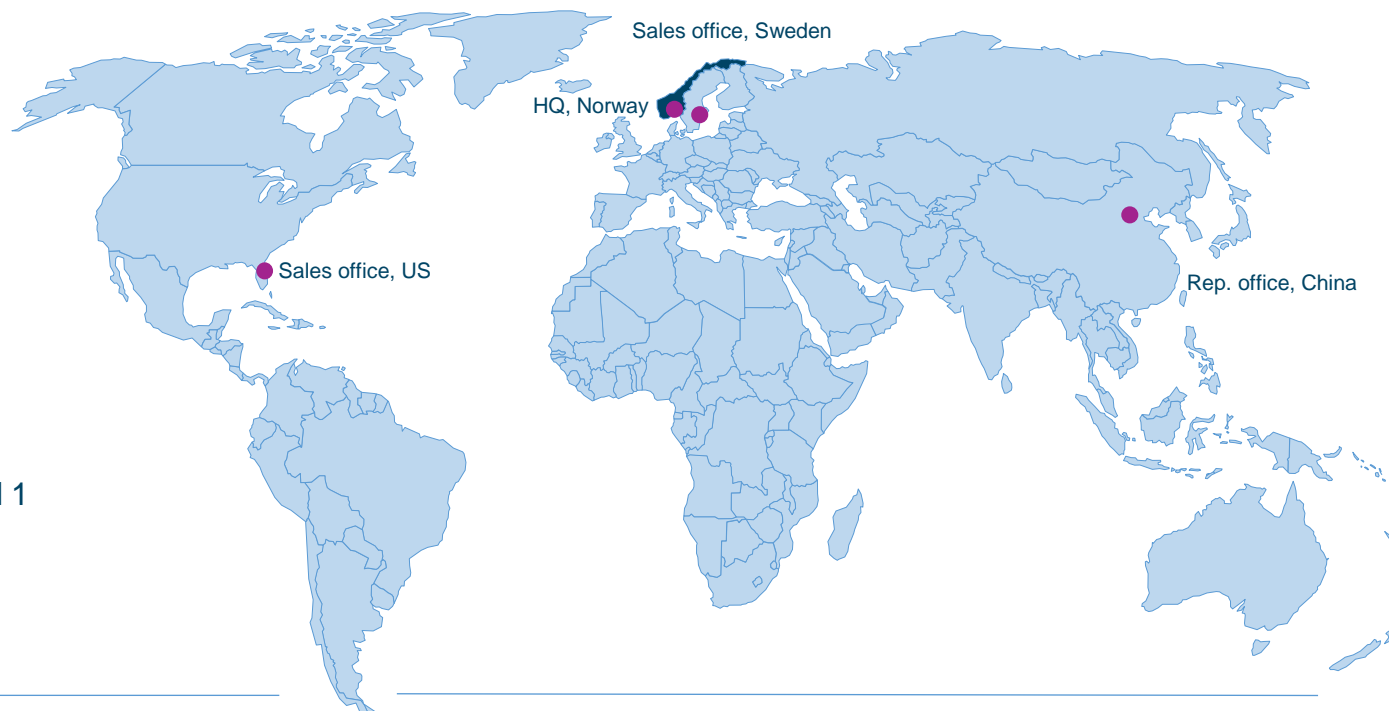 Sales office, Sweden
HQ, Norway
Sales office, US
Rep. office, China